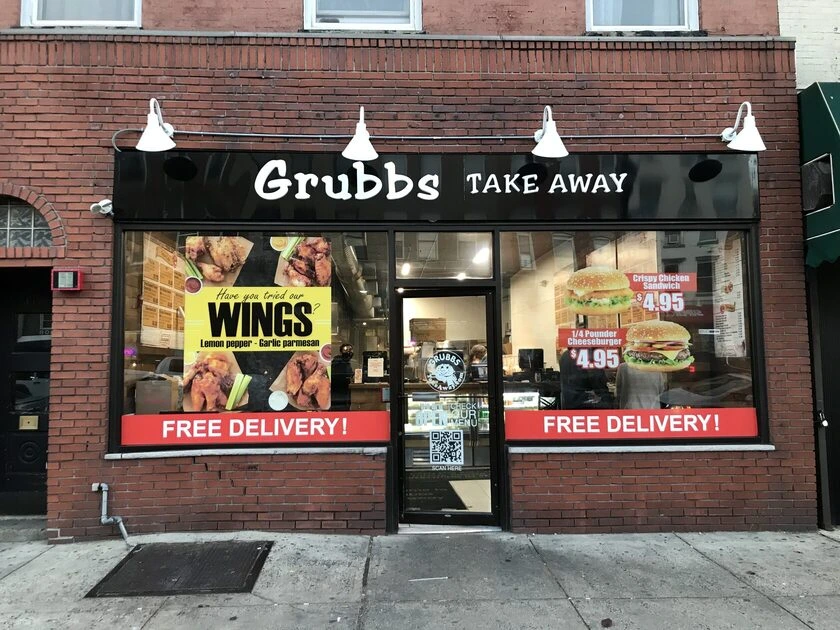 Grubbs TAKE AWAY
Have you tried our
WINGS?
Lemon pepper - Garlic parmesan
Crispy Chicken
Sandwich
$4.95
1/4 Pounder
Cheeseburger
$4.95
GRUBBS
TAKEAWAY
CHECK
OUR
MENU
SCAN HERE
FREE DELIVERY!
FREE DELIVERY!